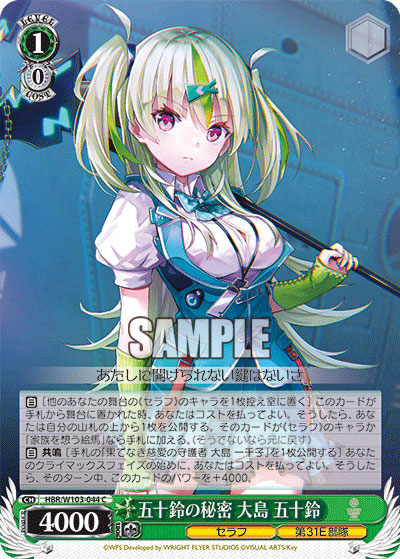 LEVEL
1
0
COST
SAMPLE
あたしに開けられない鍵はないさ
自 ［他のあなたの舞台の《セラフ》のキャラを1枚控え室に置く］ このカードが
手札から舞台に置かれた時、あなたはコストを払ってよい。そうしたら、あな
たは自分の山札の上から1枚を公開する。そのカードが《セラフ》のキャラか
「家族を想う絵馬」なら手札に加える。（そうでないなら元に戻す）
自 共鳴 ［手札の「果てなき慈愛の守護者 大島 一千子」を1枚公開する］ あなた
のクライマックスフェイズの始めに、あなたはコストを払ってよい。そうした
ら、そのターン中、このカードのパワーを＋4000。
CH HBR/W103-044 C
4000
五十鈴の秘密 大島 五十鈴
セラフ
第31E部隊
©WFS Developed by WRIGHT FLYER STUDIOS ©VISUAL ARTS/Key